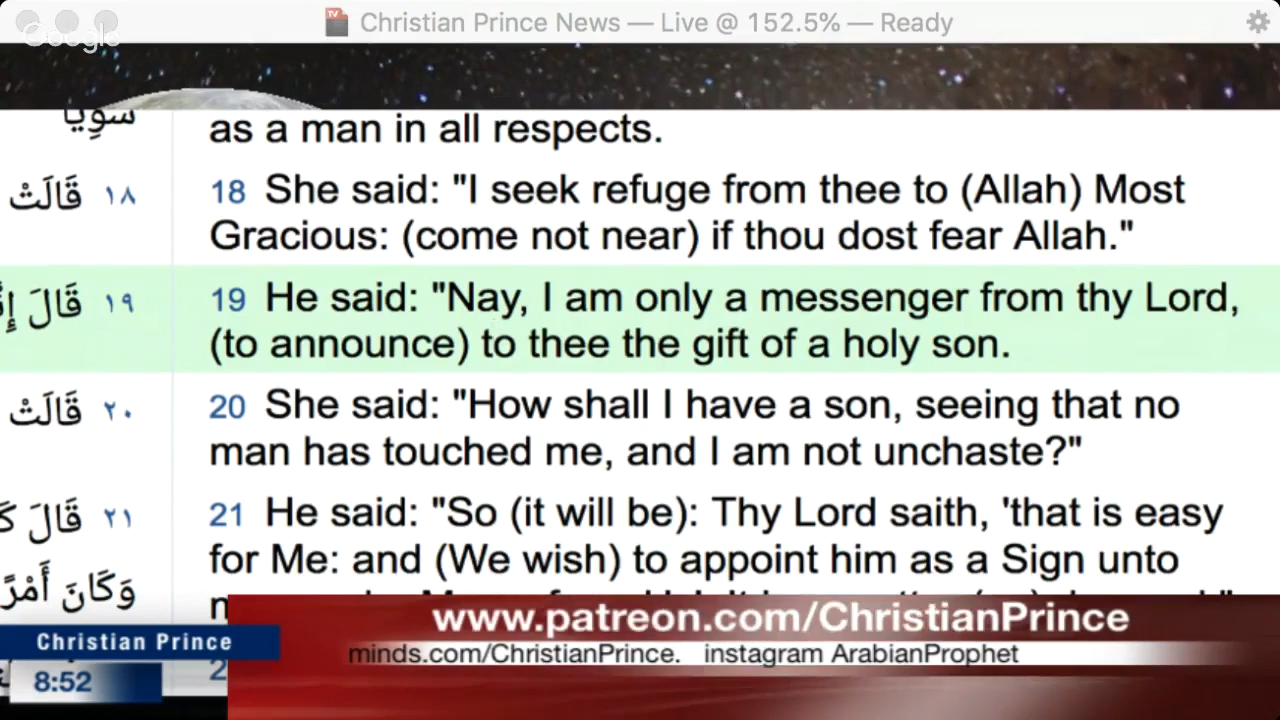 Christian Prince News — Live @ 152.5% — Ready
Google
سَوِيًّا
as a man in all respects.
١٨ قَالَتْ
18 She said: "I seek refuge from thee to (Allah) Most
Gracious: (come not near) if thou dost fear Allah."
١٩ قَالَ
19 He said: "Nay, I am only a messenger from thy Lord,
(to announce) to thee the gift of a holy son.
٢٠ قَالَتْ
20 She said: "How shall I have a son, seeing that no
man has touched me, and I am not unchaste?"
٢١ قَالَ
21 He said: "So (it will be): Thy Lord saith, 'that is easy
for Me: and (We wish) to appoint him as a Sign unto
وَكَانَ أَمْرًا
www.patreon.com/ChristianPrince
Christian Prince
minds.com/ChristianPrince. instagram ArabianProphet
8:52